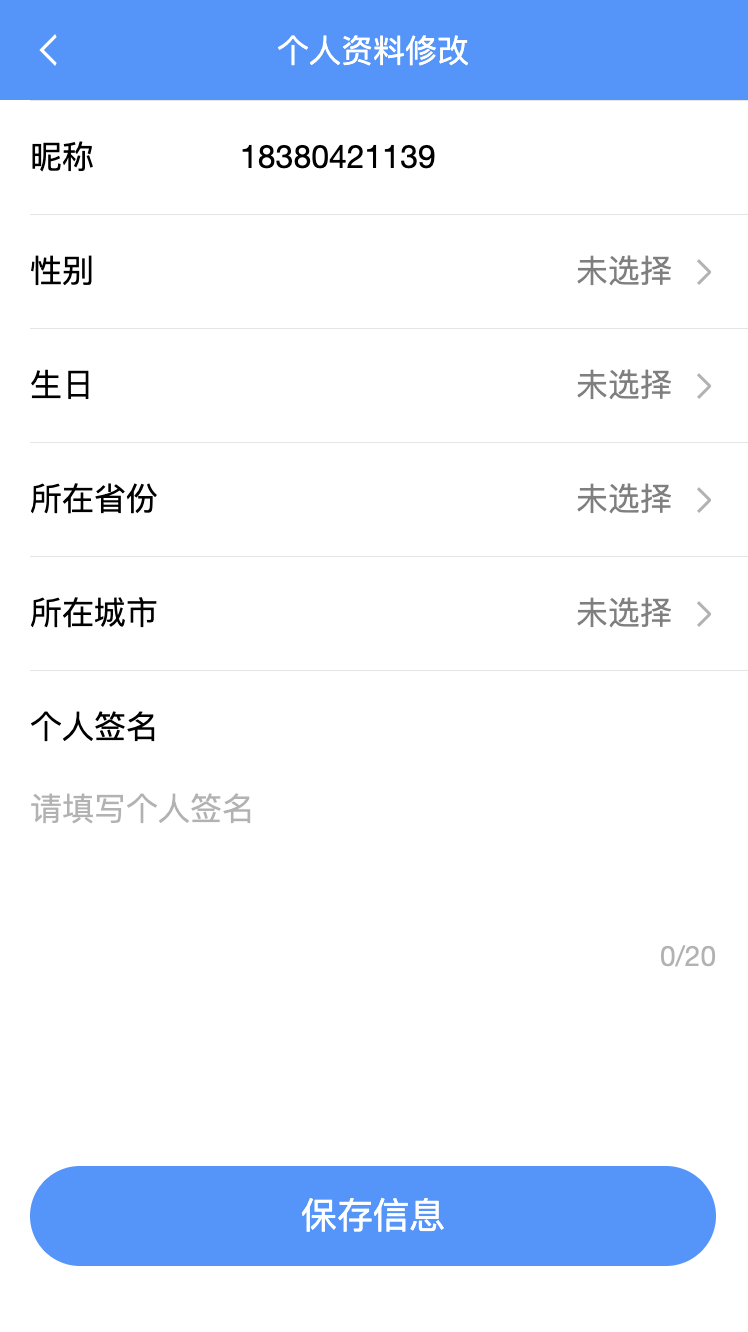 个人资料修改
昵称 18380421139
性别 未选择
生日 未选择
所在省份 未选择
所在城市 未选择
个人签名
请填写个人签名
0/20
保存信息